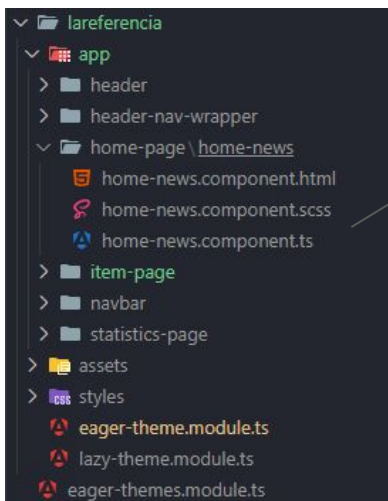 lareferencia
app
header
header-nav-wrapper
home-page\home-news
home-news.component.html
home-news.component.scss
home-news.component.ts
item-page
navbar
statistics-page
assets
styles
eager-theme.module.ts
lazy-theme.module.ts
eager-themes.module.ts